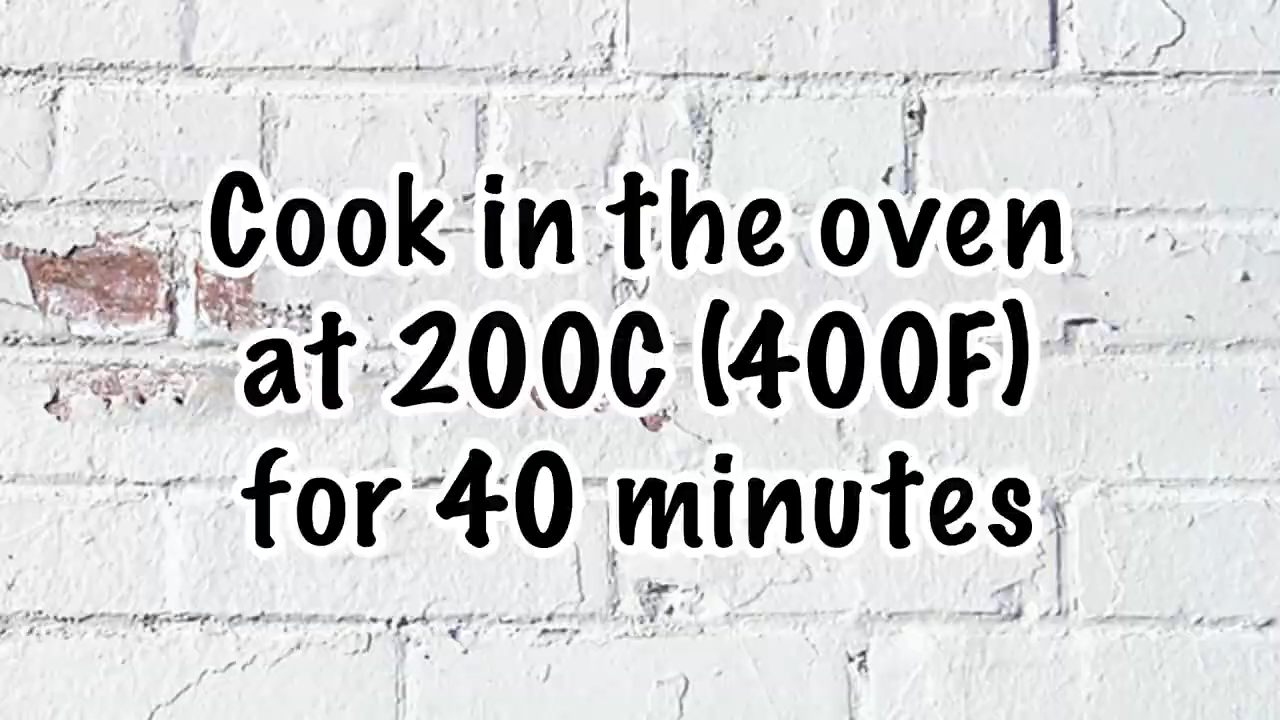 Cook in the oven
at 200C (400F)
for 40 minutes